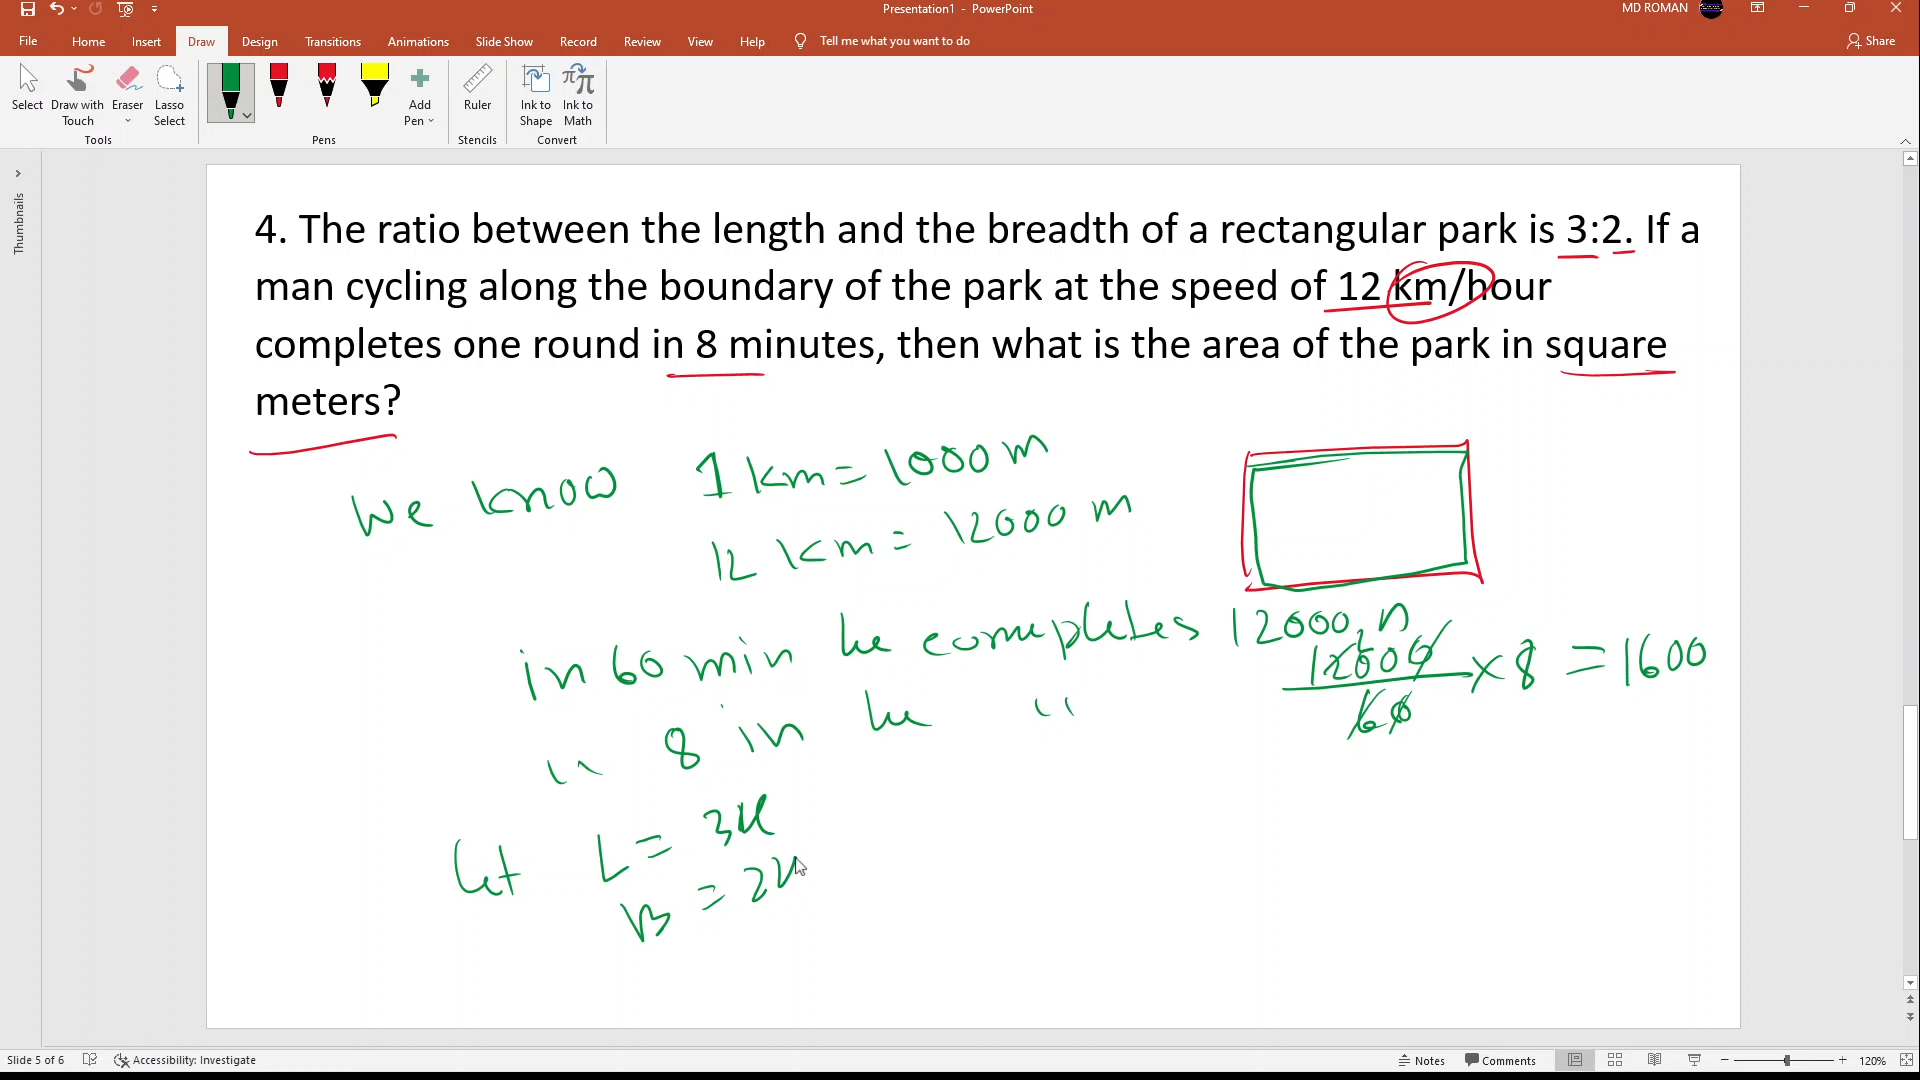 Presentation1 - PowerPoint
MD ROMAN
File Home Insert Draw Design Transitions Animations Slide Show Record Review View Help Tell me what you want to do Share
Select Draw with Touch Eraser Lasso Select Add Pen Ruler Ink to Shape Ink to Math
Tools Pens Stencils Convert
Thumbnails
4. The ratio between the length and the breadth of a rectangular park is 3:2. If a
man cycling along the boundary of the park at the speed of 12 km/hour
completes one round in 8 minutes, then what is the area of the park in square
meters?
We know 1 km = 1000 m
12 km = 12000 m
in 60 min he completes 12000 m
" 8 in he " 12000/60 × 8 = 1600
Let L = 3x
B = 2x
Slide 5 of 6 Accessibility: Investigate Notes Comments 120%